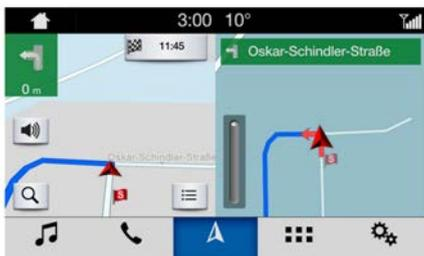 3:00 10°
11:45
Oskar-Schindler-Straße
0 m
Oskar-Schindler-Straße
S
S